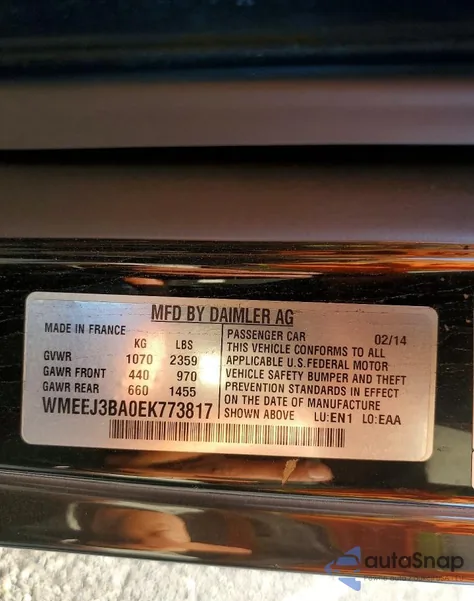 MFD BY DAIMLER AG
MADE IN FRANCE
KG LBS
GVWR 1070 2359
GAWR FRONT 440 970
GAWR REAR 660 1455
WMEEJ3BA0EK773817
PASSENGER CAR 02/14
THIS VEHICLE CONFORMS TO ALL
APPLICABLE U.S.FEDERAL MOTOR
VEHICLE SAFETY BUMPER AND THEFT
PREVENTION STANDARDS IN EFFECT
ON THE DATE OF MANUFACTURE
SHOWN ABOVE LU:EN1 LO:EAA
autoSnap